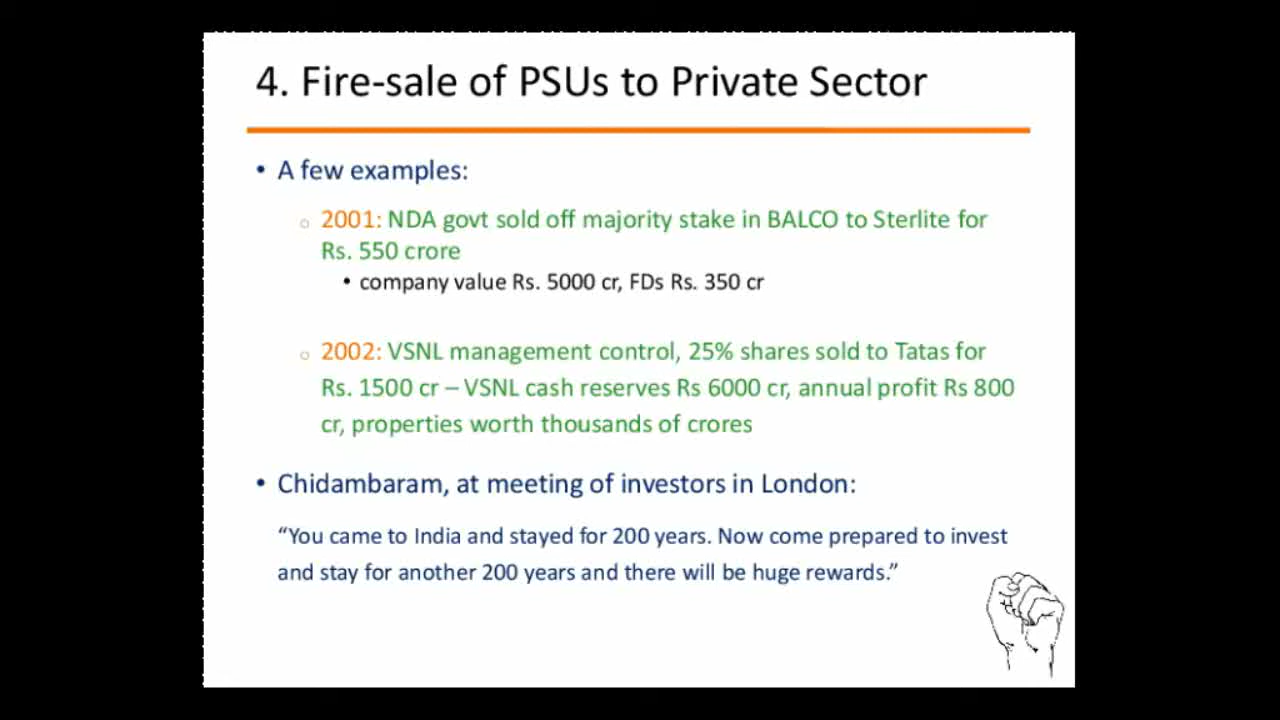 4. Fire-sale of PSUs to Private Sector
• A few examples:
○ 2001: NDA govt sold off majority stake in BALCO to Sterlite for
Rs. 550 crore
• company value Rs. 5000 cr, FDs Rs. 350 cr
○ 2002: VSNL management control, 25% shares sold to Tatas for
Rs. 1500 cr – VSNL cash reserves Rs 6000 cr, annual profit Rs 800
cr, properties worth thousands of crores
• Chidambaram, at meeting of investors in London:
“You came to India and stayed for 200 years. Now come prepared to invest
and stay for another 200 years and there will be huge rewards.”